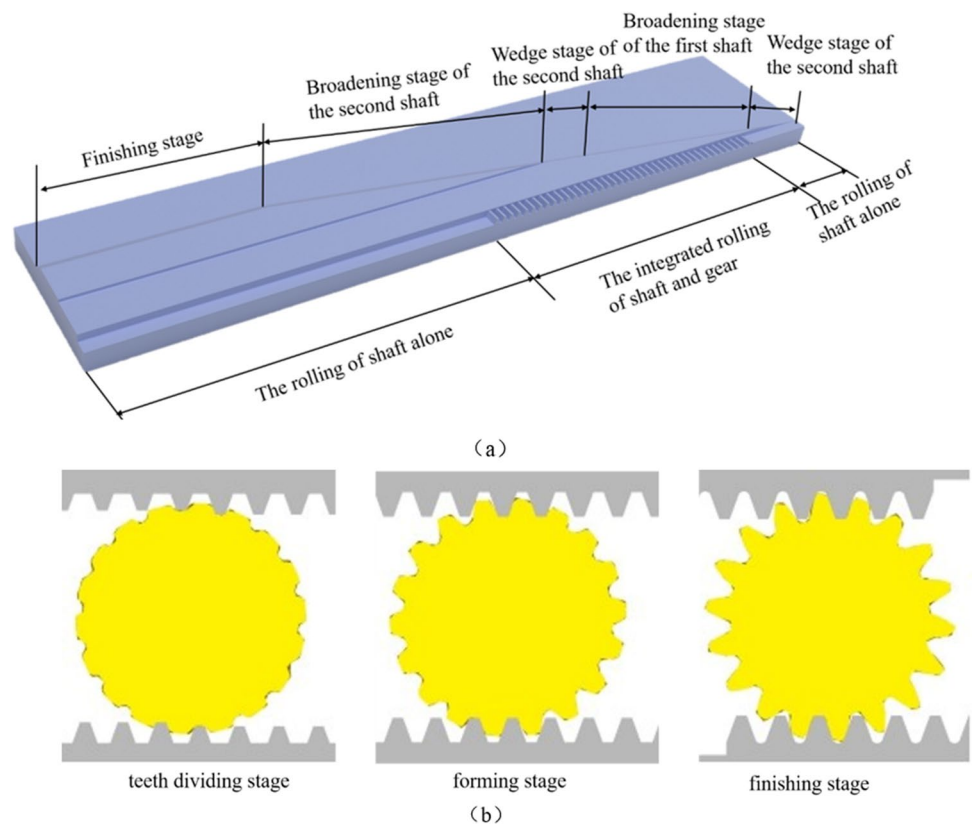 Broadening stage
of the first shaft
Wedge stage of
the second shaft
Wedge stage of
the second shaft
Broadening stage of
the second shaft
Finishing stage
The rolling of
shaft alone
The integrated rolling
of shaft and gear
The rolling of shaft alone
（a）
teeth dividing stage
forming stage
finishing stage
（b）